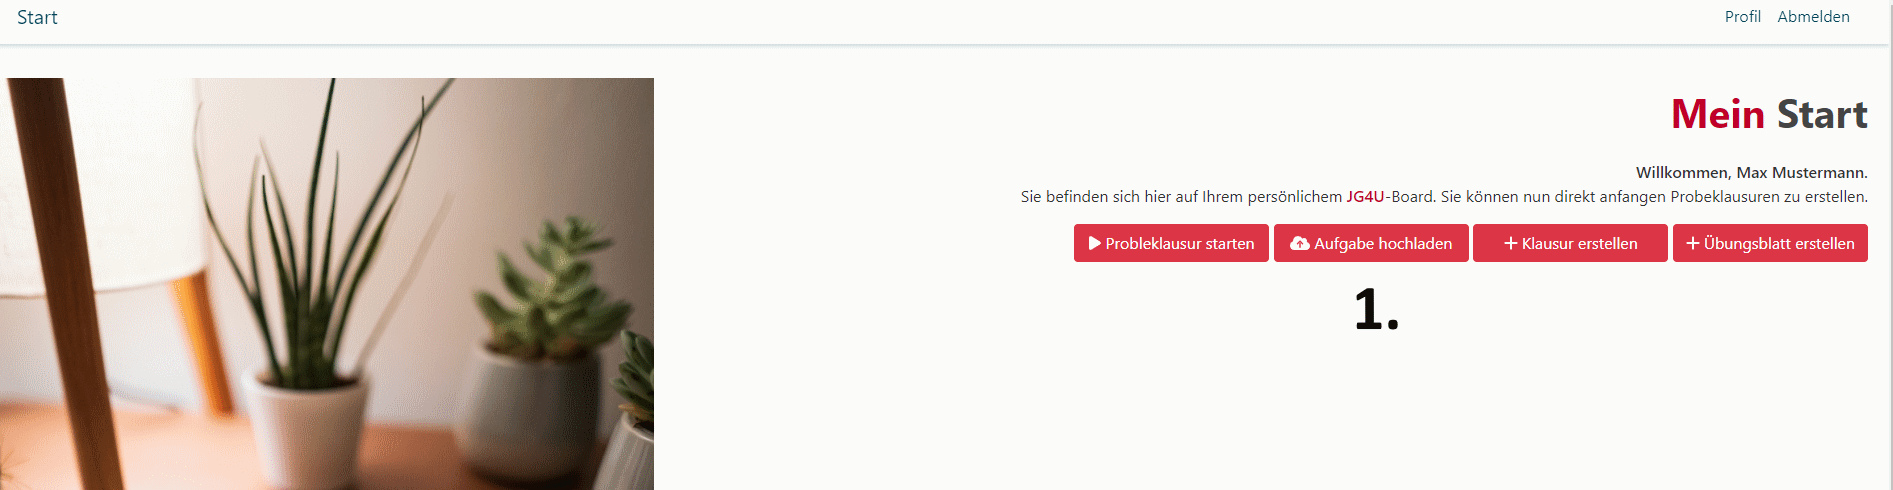 Start
Profil Abmelden
Mein Start
Willkommen, Max Mustermann.
Sie befinden sich hier auf Ihrem persönlichem JG4U-Board. Sie können nun direkt anfangen Probeklausuren zu erstellen.
Probleklausur starten Aufgabe hochladen Klausur erstellen Übungsblatt erstellen
1.